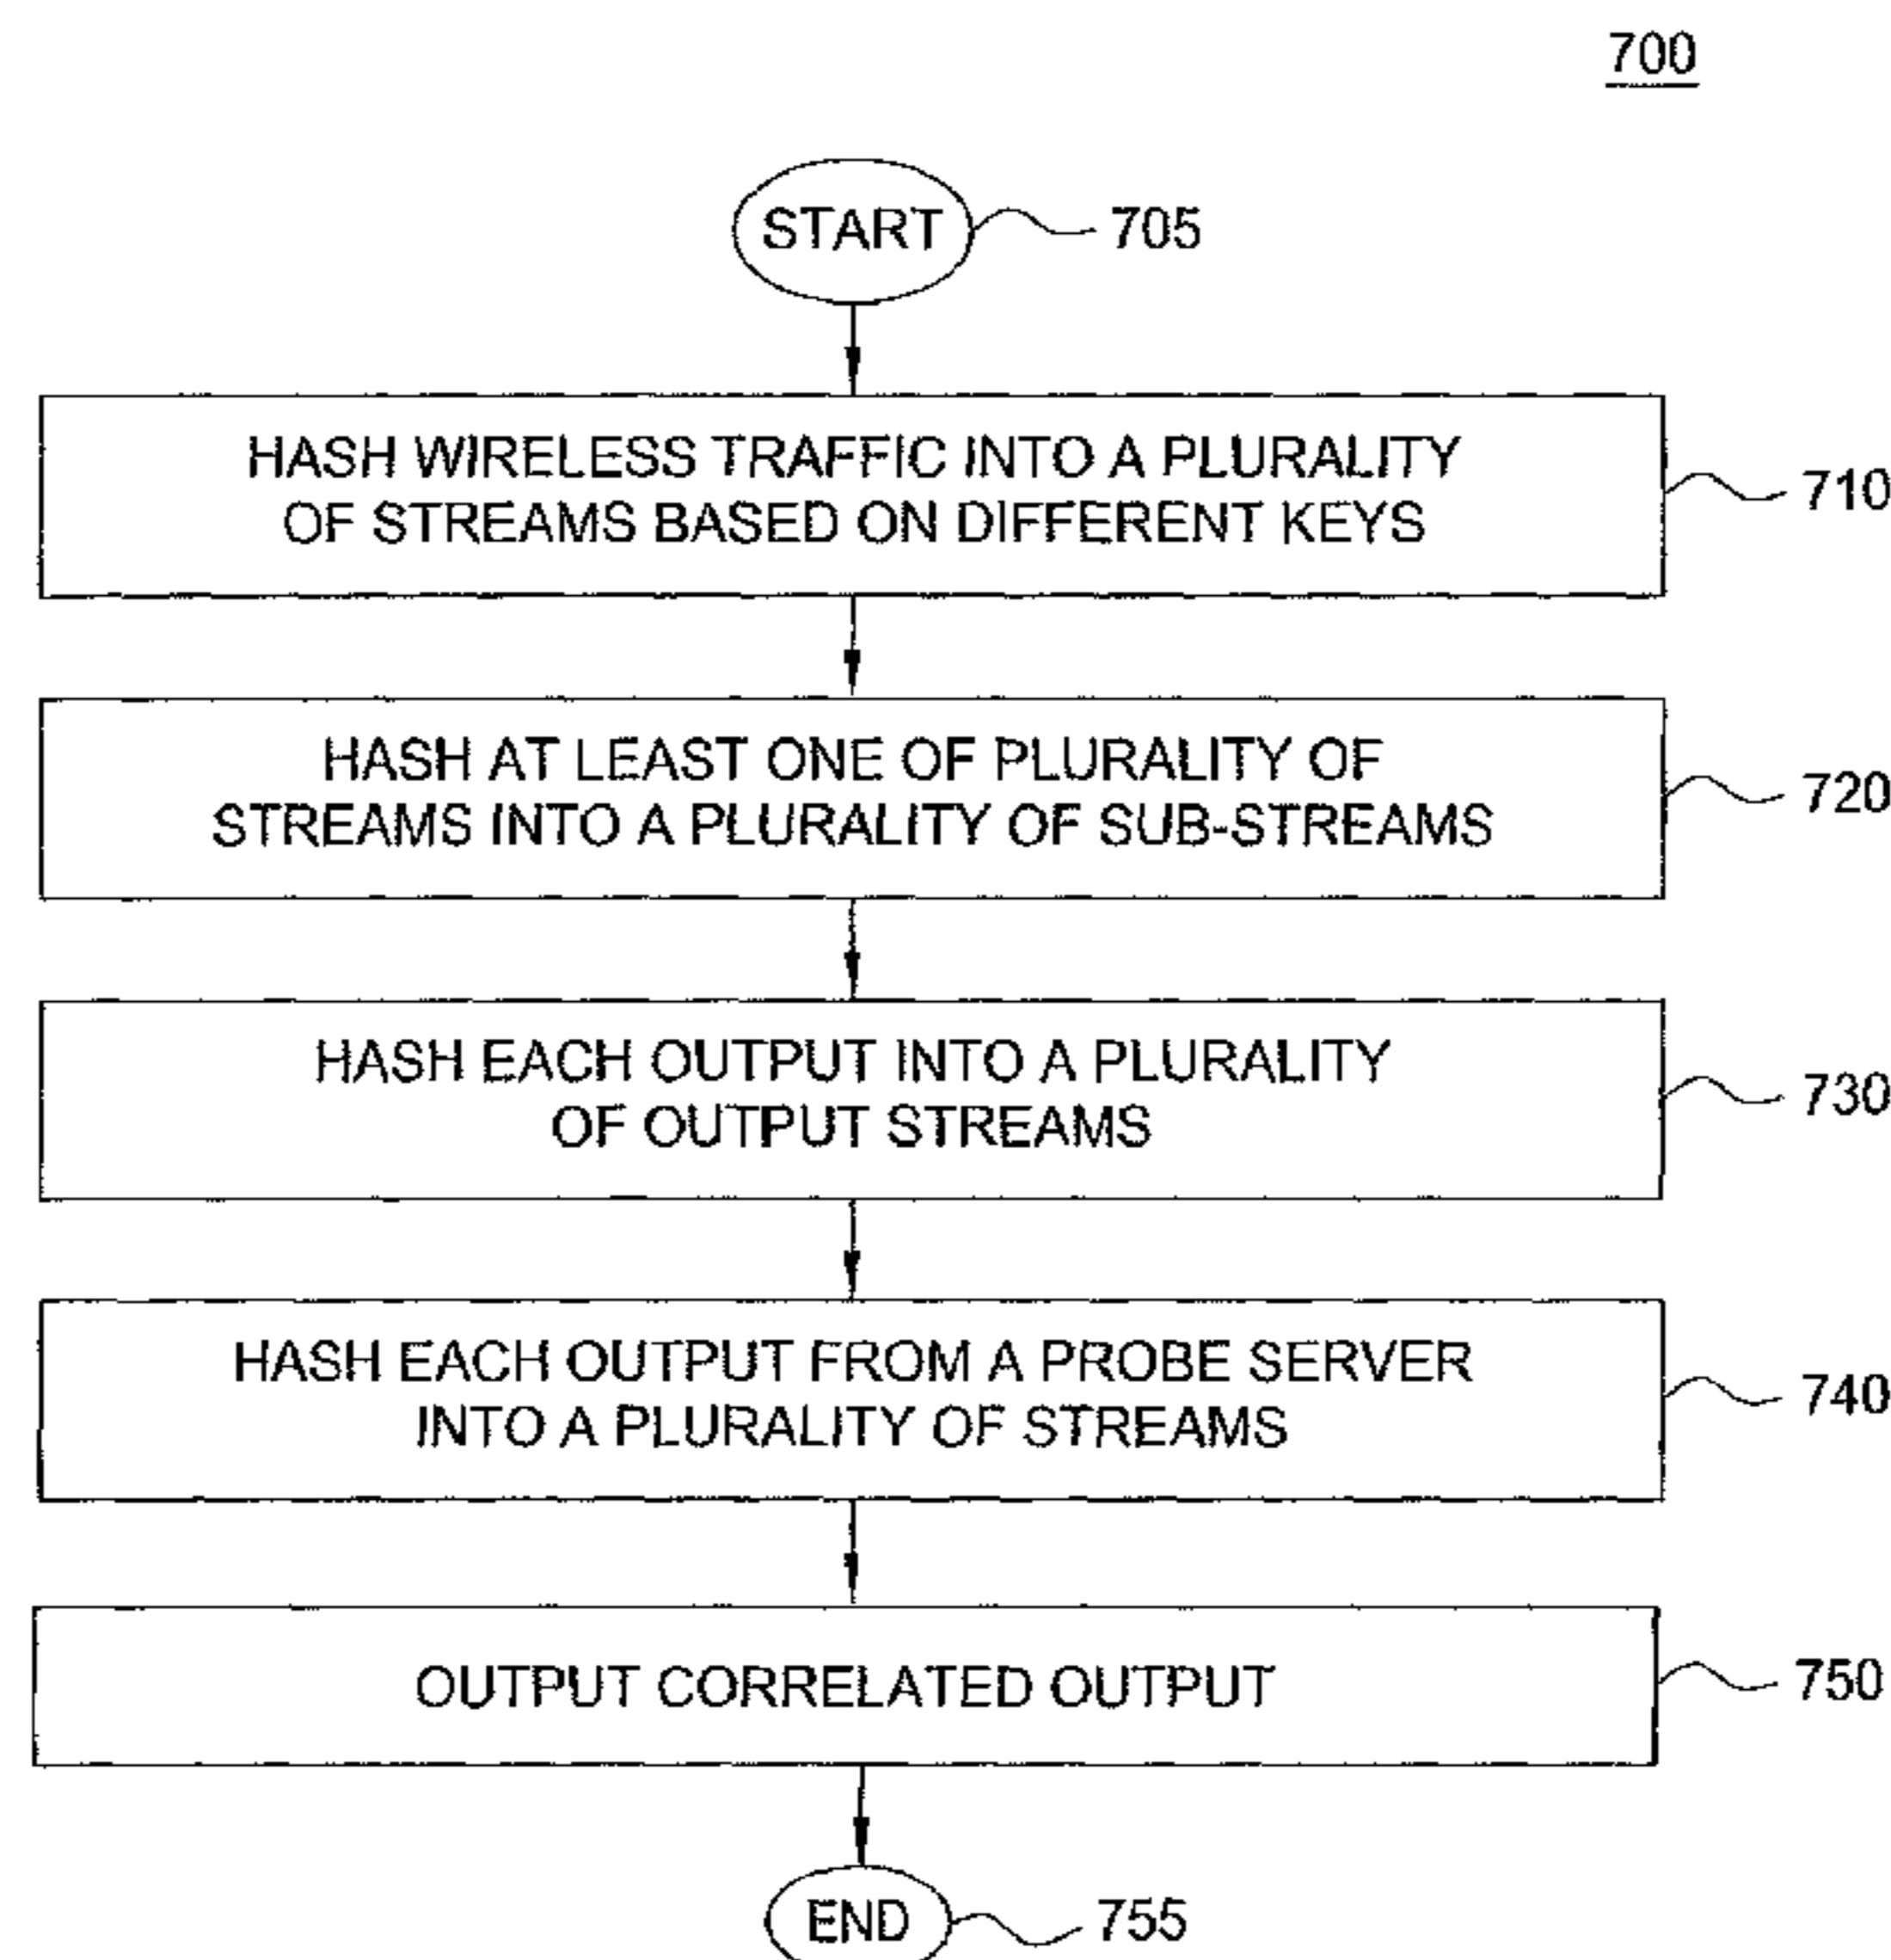 700
START
705
HASH WIRELESS TRAFFIC INTO A PLURALITY
OF STREAMS BASED ON DIFFERENT KEYS
710
HASH AT LEAST ONE OF PLURALITY OF
STREAMS INTO A PLURALITY OF SUB-STREAMS
720
HASH EACH OUTPUT INTO A PLURALITY
OF OUTPUT STREAMS
730
HASH EACH OUTPUT FROM A PROBE SERVER
INTO A PLURALITY OF STREAMS
740
OUTPUT CORRELATED OUTPUT
750
END
755